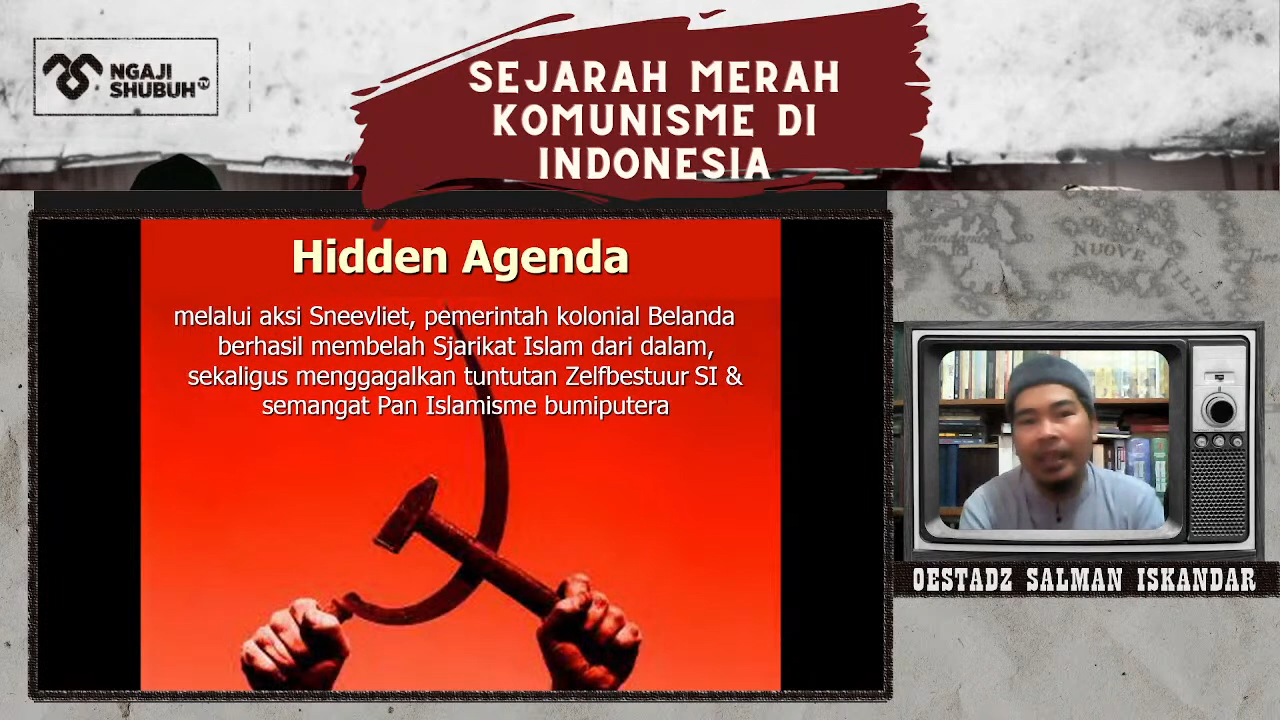 NGAJI
SHUBUH TV
SEJARAH MERAH
KOMUNISME DI
INDONESIA
Hidden Agenda
melalui aksi Sneevliet, pemerintah kolonial Belanda
berhasil membelah Sjarikat Islam dari dalam,
sekaligus menggagalkan tuntutan Zelfbestuur SI &
semangat Pan Islamisme bumiputera
OESTADZ SALMAN ISKANDAR